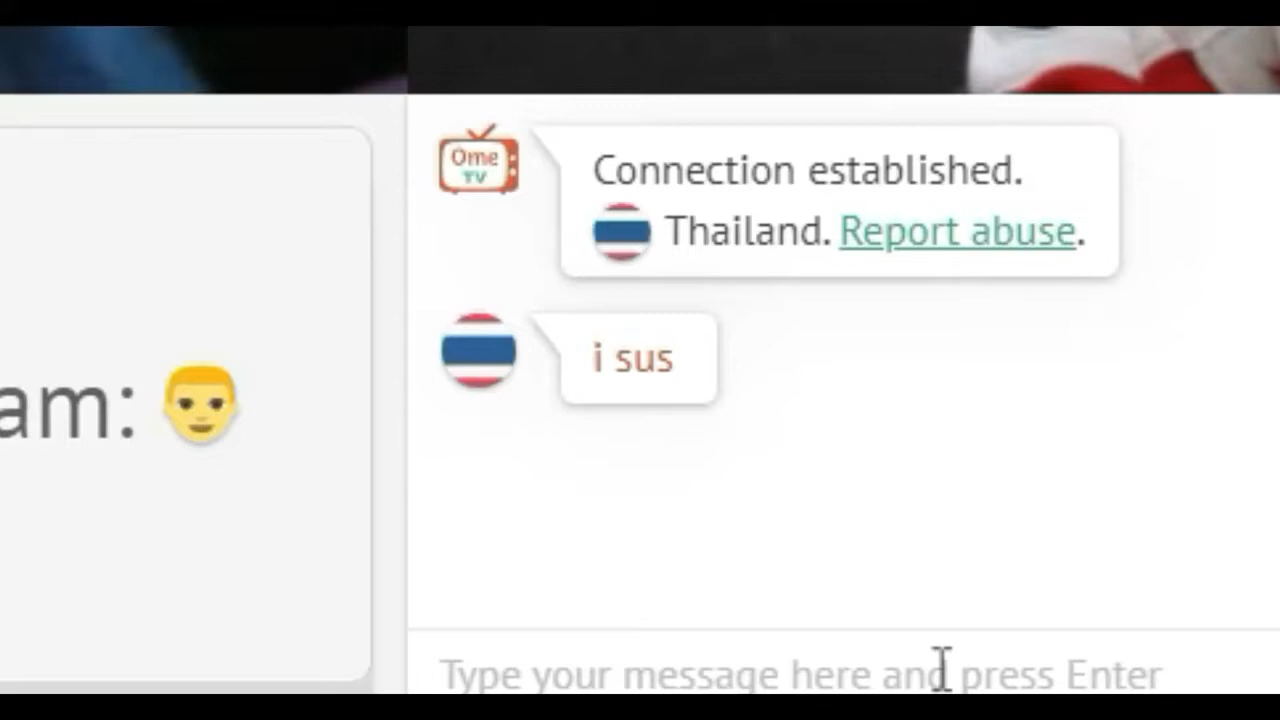 Ome
TV
Connection established.
Thailand. Report abuse.
i sus
am:
Type your message here and press Enter